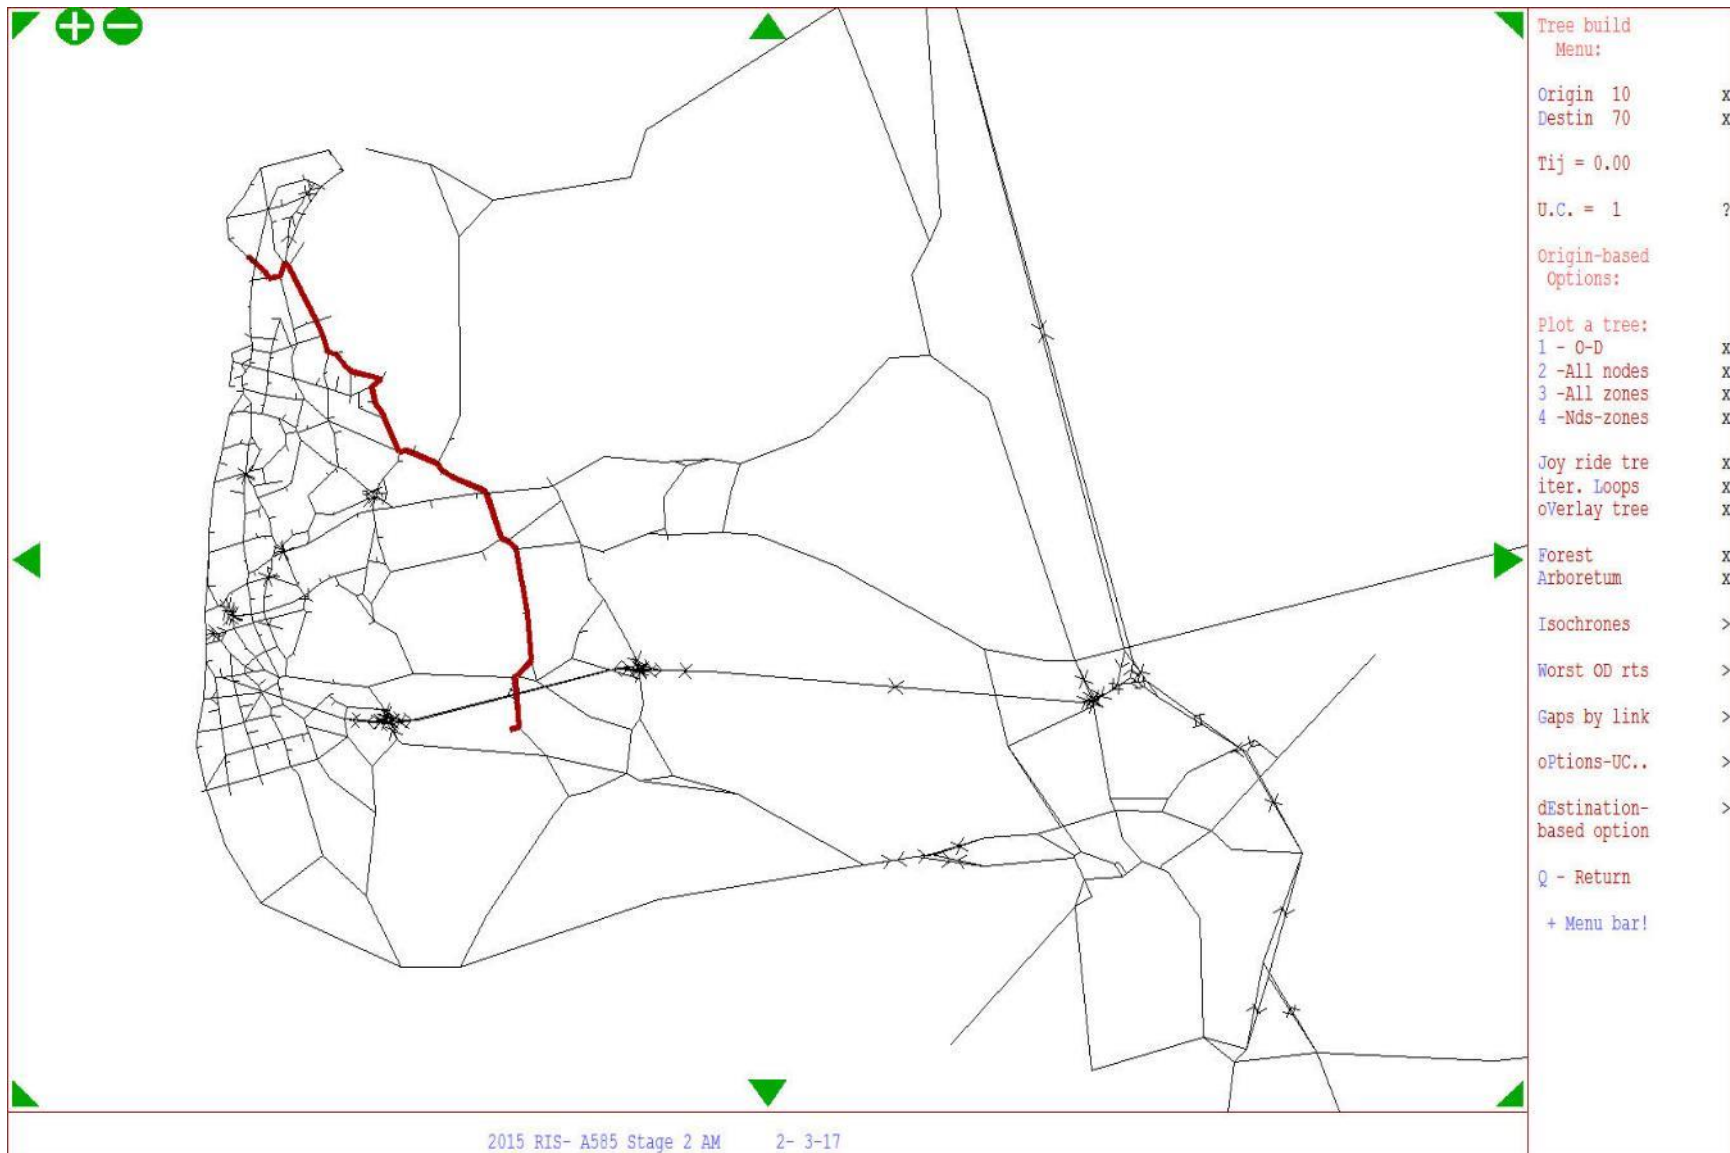 Tree build
Menu:
Origin 10 x
Destin 70 x
Tij = 0.00
U.C. = 1 ?
Origin-based
Options:
Plot a tree:
1 - O-D x
2 -All nodes x
3 -All zones x
4 -Nds-zones x
Joy ride tre x
iter. Loops x
oVerlay tree x
Forest x
Arboretum x
Isochrones >
Worst OD rts >
Gaps by link >
oPtions-UC.. >
dEstination- >
based option
Q - Return
+ Menu bar!
2015 RIS- A585 Stage 2 AM 2- 3-17